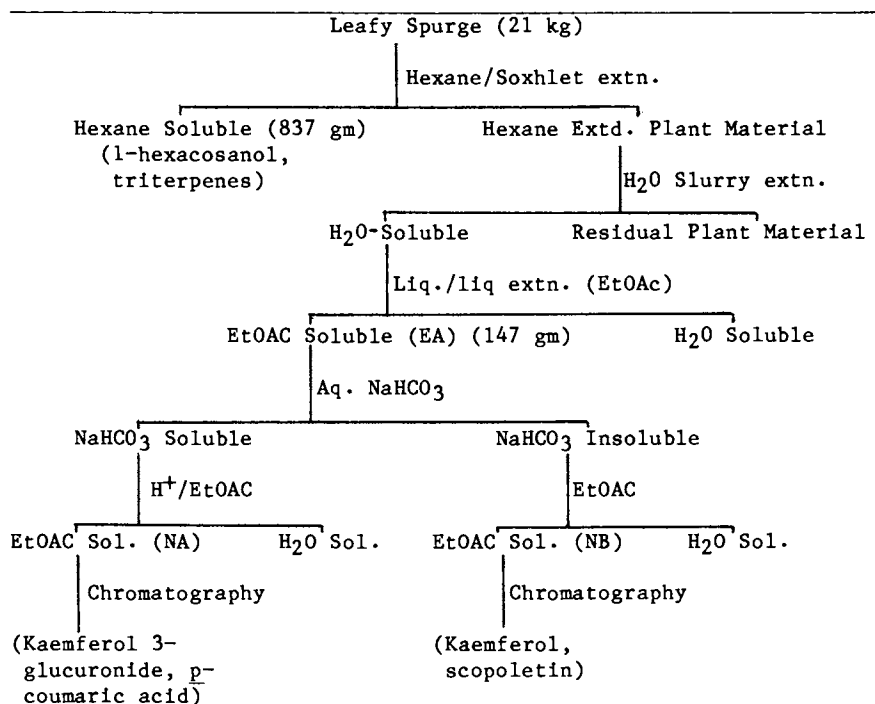 Leafy Spurge (21 kg)
Hexane/Soxhlet extn.
Hexane Soluble (837 gm)
(1-hexacosanol,
triterpenes)
Hexane Extd. Plant Material
H2O Slurry extn.
H2O-Soluble
Residual Plant Material
Liq./liq extn. (EtOAc)
EtOAC Soluble (EA) (147 gm)
H2O Soluble
Aq. NaHCO3
NaHCO3 Soluble
NaHCO3 Insoluble
H+/EtOAC
EtOAC
EtOAC Sol. (NA)
H2O Sol.
EtOAC Sol. (NB)
H2O Sol.
Chromatography
Chromatography
(Kaemferol 3-
glucuronide, p-
coumaric acid)
(Kaemferol,
scopoletin)